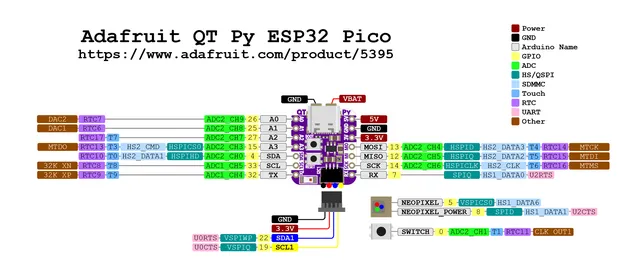 Adafruit QT Py ESP32 Pico
https://www.adafruit.com/product/5395
Power
GND
Arduino Name
GPIO
ADC
HS/QSPI
SDMMC
Touch
RTC
UART
Other
GND VBAT
QT Py
DAC2 RTC7 ADC2_CH9 26 A0
DAC1 RTC6 ADC2_CH8 25 A1
RTC17 T7 ADC2_CH7 27 A2
MTDO RTC13 T3 HS2_CMD HSPICS0 ADC2_CH3 15 A3
RTC10 T0 HS2_DATA1 HSPIHD ADC2_CH0 4 SDA
32K XN RTC8 T8 ADC1_CH5 33 SCL
32K XP RTC9 T9 ADC1_CH4 32 TX
5V
GND
3.3V
MOSI 13 ADC2_CH4 HSPID HS2_DATA3 T4 RTC14 MTCK
MISO 12 ADC2_CH5 HSPIQ HS2_DATA2 T5 RTC15 MTDI
SCK 14 ADC2_CH6 HSPICLK HS2_CLK T6 RTC16 MTMS
RX 7 SPIQ HS1_DATA0 U2RTS
NEOPIXEL 5 VSPICS0 HS1_DATA6
NEOPIXEL_POWER 8 SPID HS1_DATA1 U2CTS
SWITCH 0 ADC2_CH1 T1 RTC11 CLK_OUT1
GND
3.3V
U0RTS VSPIWP 22 SDA1
U0CTS VSPIQ 19 SCL1